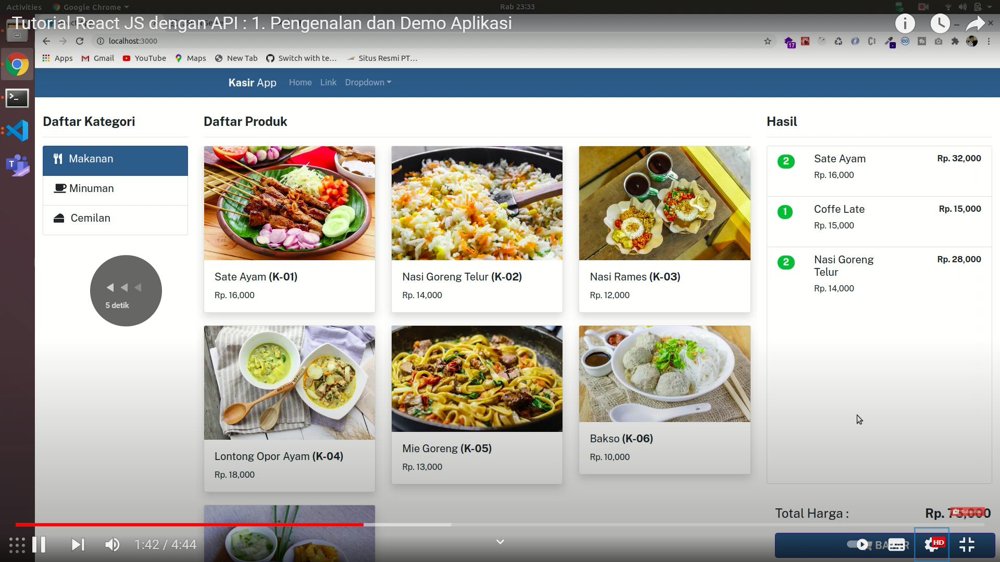 Activities
Google Chrome
Rab 23:33
Tutorial React JS dengan API : 1. Pengenalan dan Demo Aplikasi
localhost:3000
17
Apps
Gmail
YouTube
Maps
New Tab
Switch with te...
Situs Resmi PT...
Kasir App
Home
Link
Dropdown
Daftar Kategori
Makanan
Minuman
Cemilan
5 detik
Daftar Produk
Sate Ayam (K-01)
Rp. 16,000
Nasi Goreng Telur (K-02)
Rp. 14,000
Nasi Rames (K-03)
Rp. 12,000
Lontong Opor Ayam (K-04)
Rp. 18,000
Mie Goreng (K-05)
Rp. 13,000
Bakso (K-06)
Rp. 10,000
Hasil
2 Sate Ayam Rp. 32,000
Rp. 16,000
1 Coffe Late Rp. 15,000
Rp. 15,000
2 Nasi Goreng Rp. 28,000
Telur
Rp. 14,000
Total Harga :
Rp.
Subscribe
1:42 / 4:44
HD